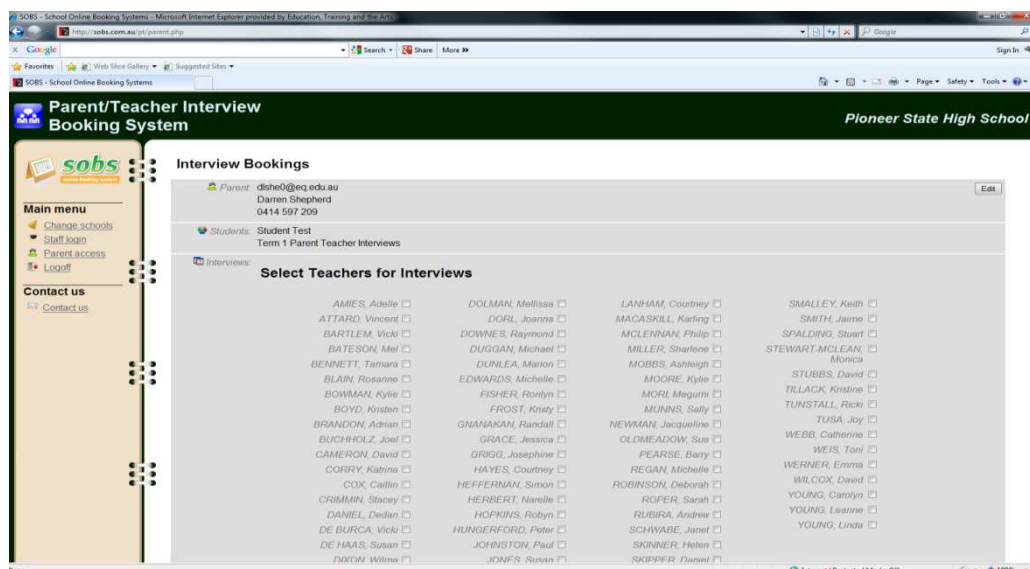 SOBS - School Online Booking Systems - Microsoft Internet Explorer provided by Education, Training and the Arts
http://sobs.com.au/pt/parent.php
Google
x Google Search Share More » Sign In
Favorites Web Slice Gallery Suggested Sites
SOBS - School Online Booking Systems Page Safety Tools
Parent/Teacher Interview
Booking System
Pioneer State High School
sobs
online booking system
Main menu
Change schools
Staff login
Parent access
Logoff
Contact us
Contact us
Interview Bookings
Parent: dlshe0@eq.edu.au
Edit
Darren Shepherd
0414 597 209
Students: Student Test
Term 1 Parent Teacher Interviews
Interviews:
Select Teachers for Interviews
AMIES, Adelle
ATTARD, Vincent
BARTLEM, Vicki
BATESON, Mel
BENNETT, Tamara
BLAIN, Rosanne
BOWMAN, Kylie
BOYD, Kristen
BRANDON, Adrian
BUCHHOLZ, Joel
CAMERON, David
CORRY, Katrina
COX, Caitlin
CRIMMIN, Stacey
DANIEL, Dedan
DE BURCA, Vicki
DE HAAS, Susan
DIXON, Wilma
DOLMAN, Mellissa
DORL, Joanna
DOWNES, Raymond
DUGGAN, Michael
DUNLEA, Marion
EDWARDS, Michelle
FISHER, Ronlyn
FROST, Kristy
GNANAKAN, Randall
GRACE, Jessica
GRIGG, Josephine
HAYES, Courtney
HEFFERNAN, Simon
HERBERT, Narelle
HOPKINS, Robyn
HUNGERFORD, Peter
JOHNSTON, Paul
JONES, Susan
LANHAM, Courtney
MACASKILL, Karling
MCLENNAN, Philip
MILLER, Sharlene
MOBBS, Ashleigh
MOORE, Kylie
MORI, Megumi
MUNNS, Sally
NEWMAN, Jacqueline
OLDMEADOW, Sue
PEARSE, Barry
REGAN, Michelle
ROBINSON, Deborah
ROPER, Sarah
RUBIRA, Andrew
SCHWABE, Janet
SKINNER, Helen
SKIPPER, Daniel
SMALLEY, Keith
SMITH, Jaime
SPALDING, Stuart
STEWART-MCLEAN,
Monica
STUBBS, David
TILLACK, Kristine
TUNSTALL, Ricki
TUSA, Joy
WEBB, Catherine
WEIS, Toni
WERNER, Emma
WILCOX, David
YOUNG, Carolyn
YOUNG, Leanne
YOUNG, Linda